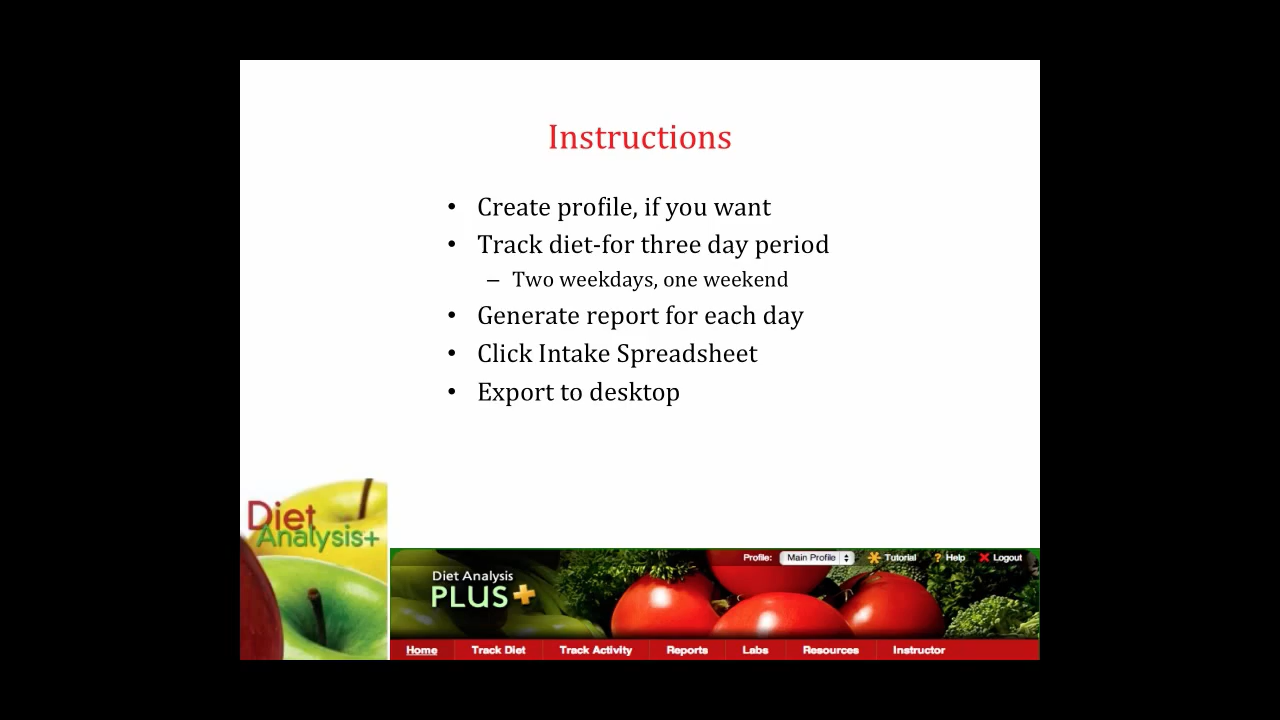 Instructions
• Create profile, if you want
• Track diet-for three day period
– Two weekdays, one weekend
• Generate report for each day
• Click Intake Spreadsheet
• Export to desktop
Diet
Analysis+
Profile: Main Profile Tutorial ? Help Logout
Diet Analysis
PLUS+
Home Track Diet Track Activity Reports Labs Resources Instructor